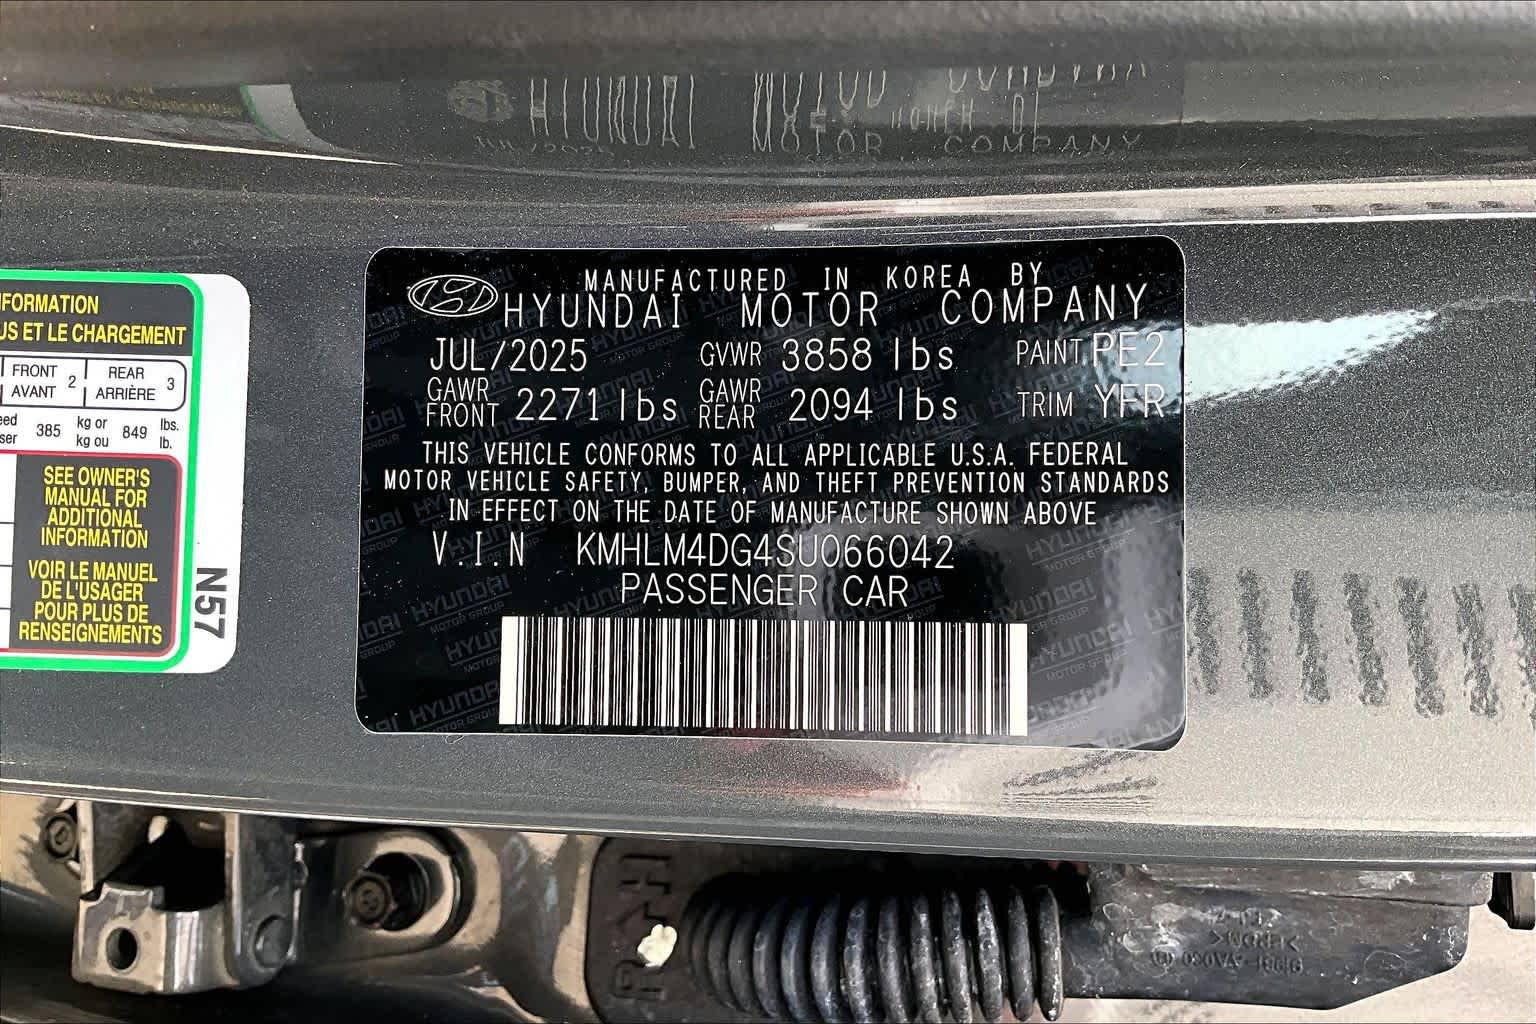 NFORMATION
US ET LE CHARGEMENT
FRONT
AVANT 2
REAR
ARRIÈRE 3
385 kg or
kg ou 849 lbs.
lb.
SEE OWNER'S
MANUAL FOR
ADDITIONAL
INFORMATION
VOIR LE MANUEL
DE L'USAGER
POUR PLUS DE
RENSEIGNEMENTS
N57
MANUFACTURED IN KOREA BY
HYUNDAI MOTOR COMPANY
JUL/2025 GVWR 3858 lbs PAINT PE2
GAWR
FRONT 2271 lbs GAWR
REAR 2094 lbs TRIM YFR
THIS VEHICLE CONFORMS TO ALL APPLICABLE U.S.A. FEDERAL
MOTOR VEHICLE SAFETY, BUMPER, AND THEFT PREVENTION STANDARDS
IN EFFECT ON THE DATE OF MANUFACTURE SHOWN ABOVE
V.I.N KMHLM4DG4SU066042
PASSENGER CAR